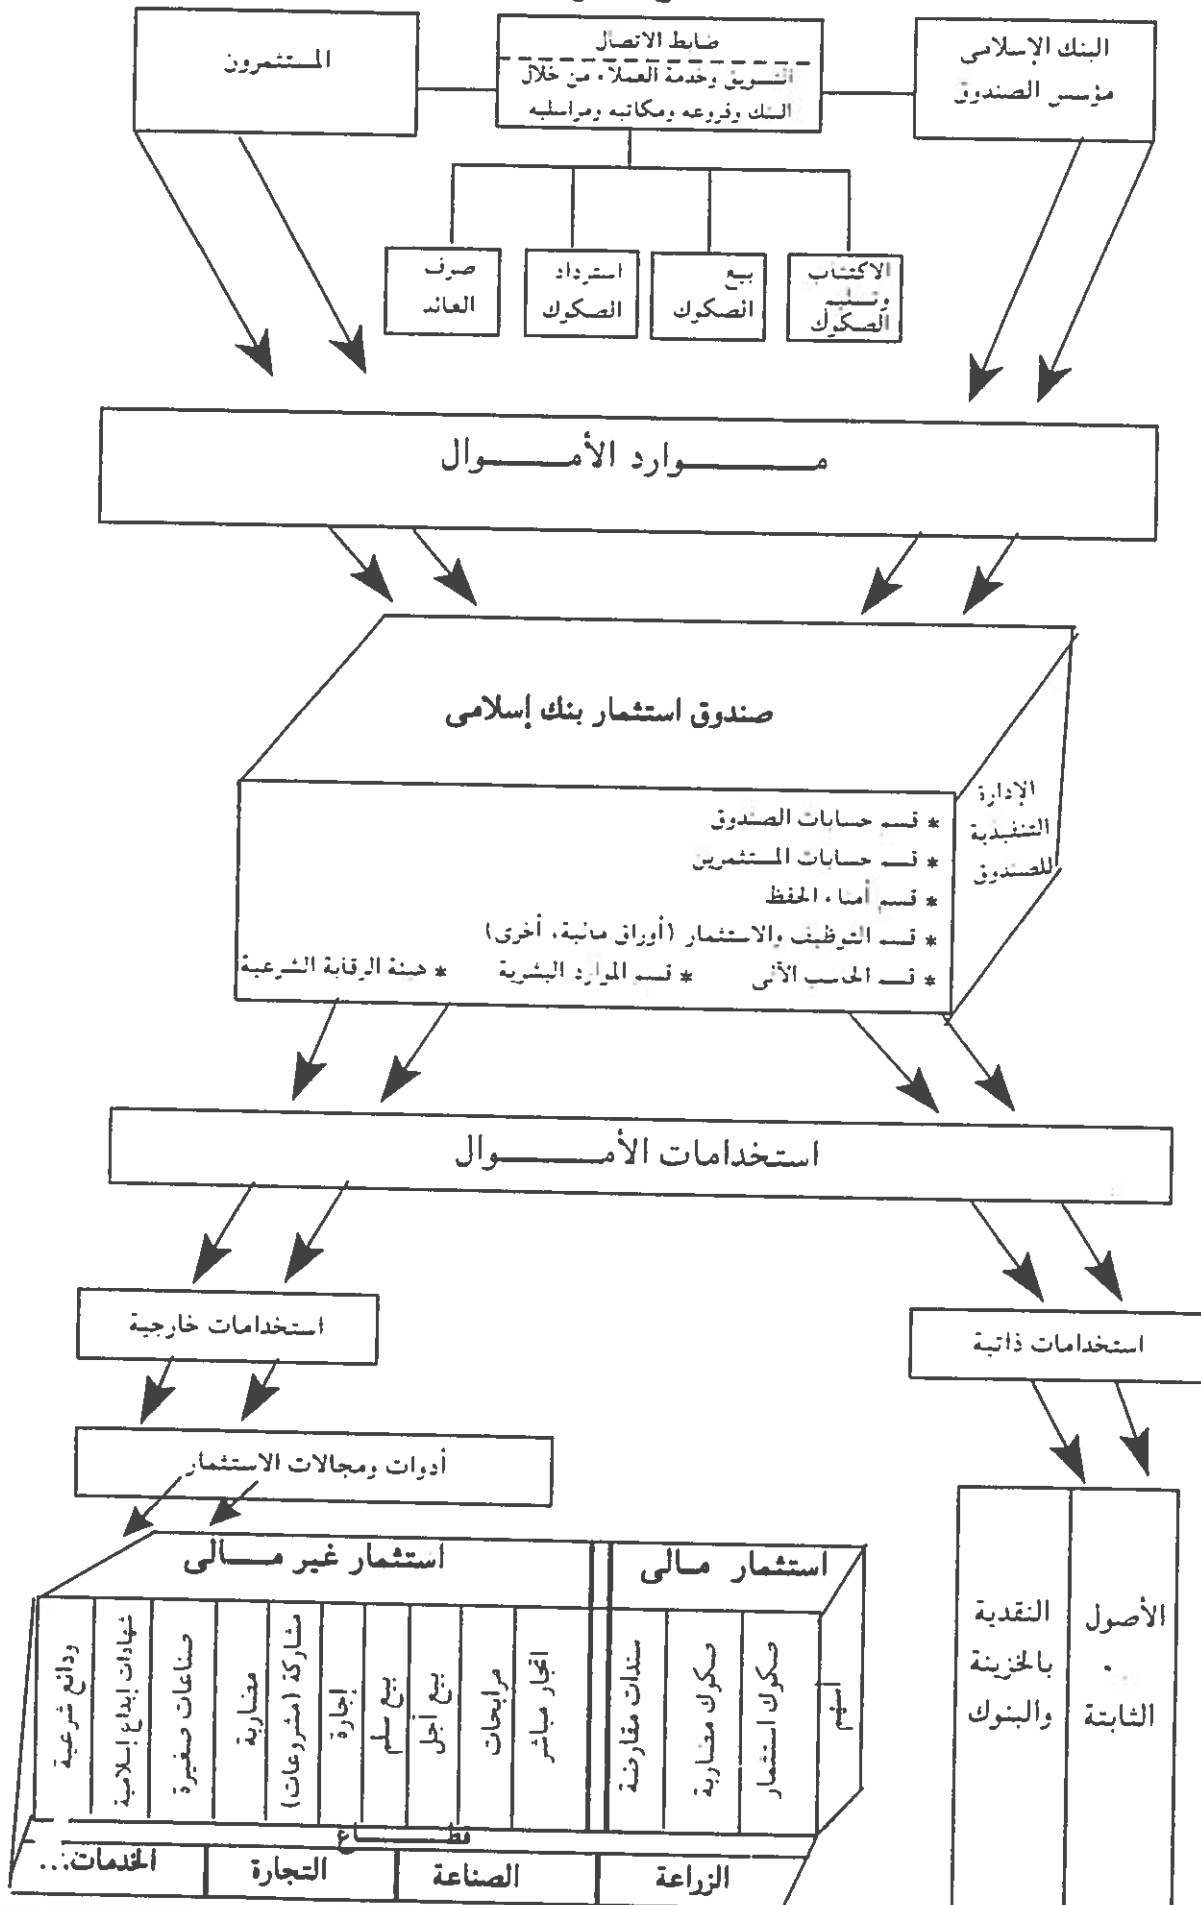 البنك الإسلامى
مؤسس الصندوق
ضابط الاتصال
التسويق وخدمة العملاء من خلال
البنك وفروعه ومكاتبه ومراسليه
المستثمرون
الاكتتاب
وتسليم
الصكوك
بيع
الصكوك
استرداد
الصكوك
صرف
العائد
موارد الأموال
صندوق استثمار بنك إسلامى
الإدارة
التنفيذية
للصندوق
* قسم حسابات الصندوق
* قسم حسابات المستثمرين
* قسم أمناء الحفظ
* قسم التوظيف والاستثمار (أوراق مالية، أخرى)
* قسم الحاسب الآلى * قسم الموارد البشرية * هيئة الرقابة الشرعية
استخدامات الأموال
استخدامات ذاتية
استخدامات خارجية
أدوات ومجالات الاستثمار
الأصول
الثابتة
النقدية
بالخزينة
والبنوك
استثمار مالى
استثمار غير مالى
أسهم
صكوك استثمار
صكوك مضاربة
سندات مقارضة
اتجار مباشر
مرابحات
بيع أجل
بيع سلم
إجارة
مشاركة (مشروعات)
مضاربة
صناعات صغيرة
شهادات إيداع إسلامية
ودائع شرعية
قطاع
الزراعة
الصناعة
التجارة
الخدمات...